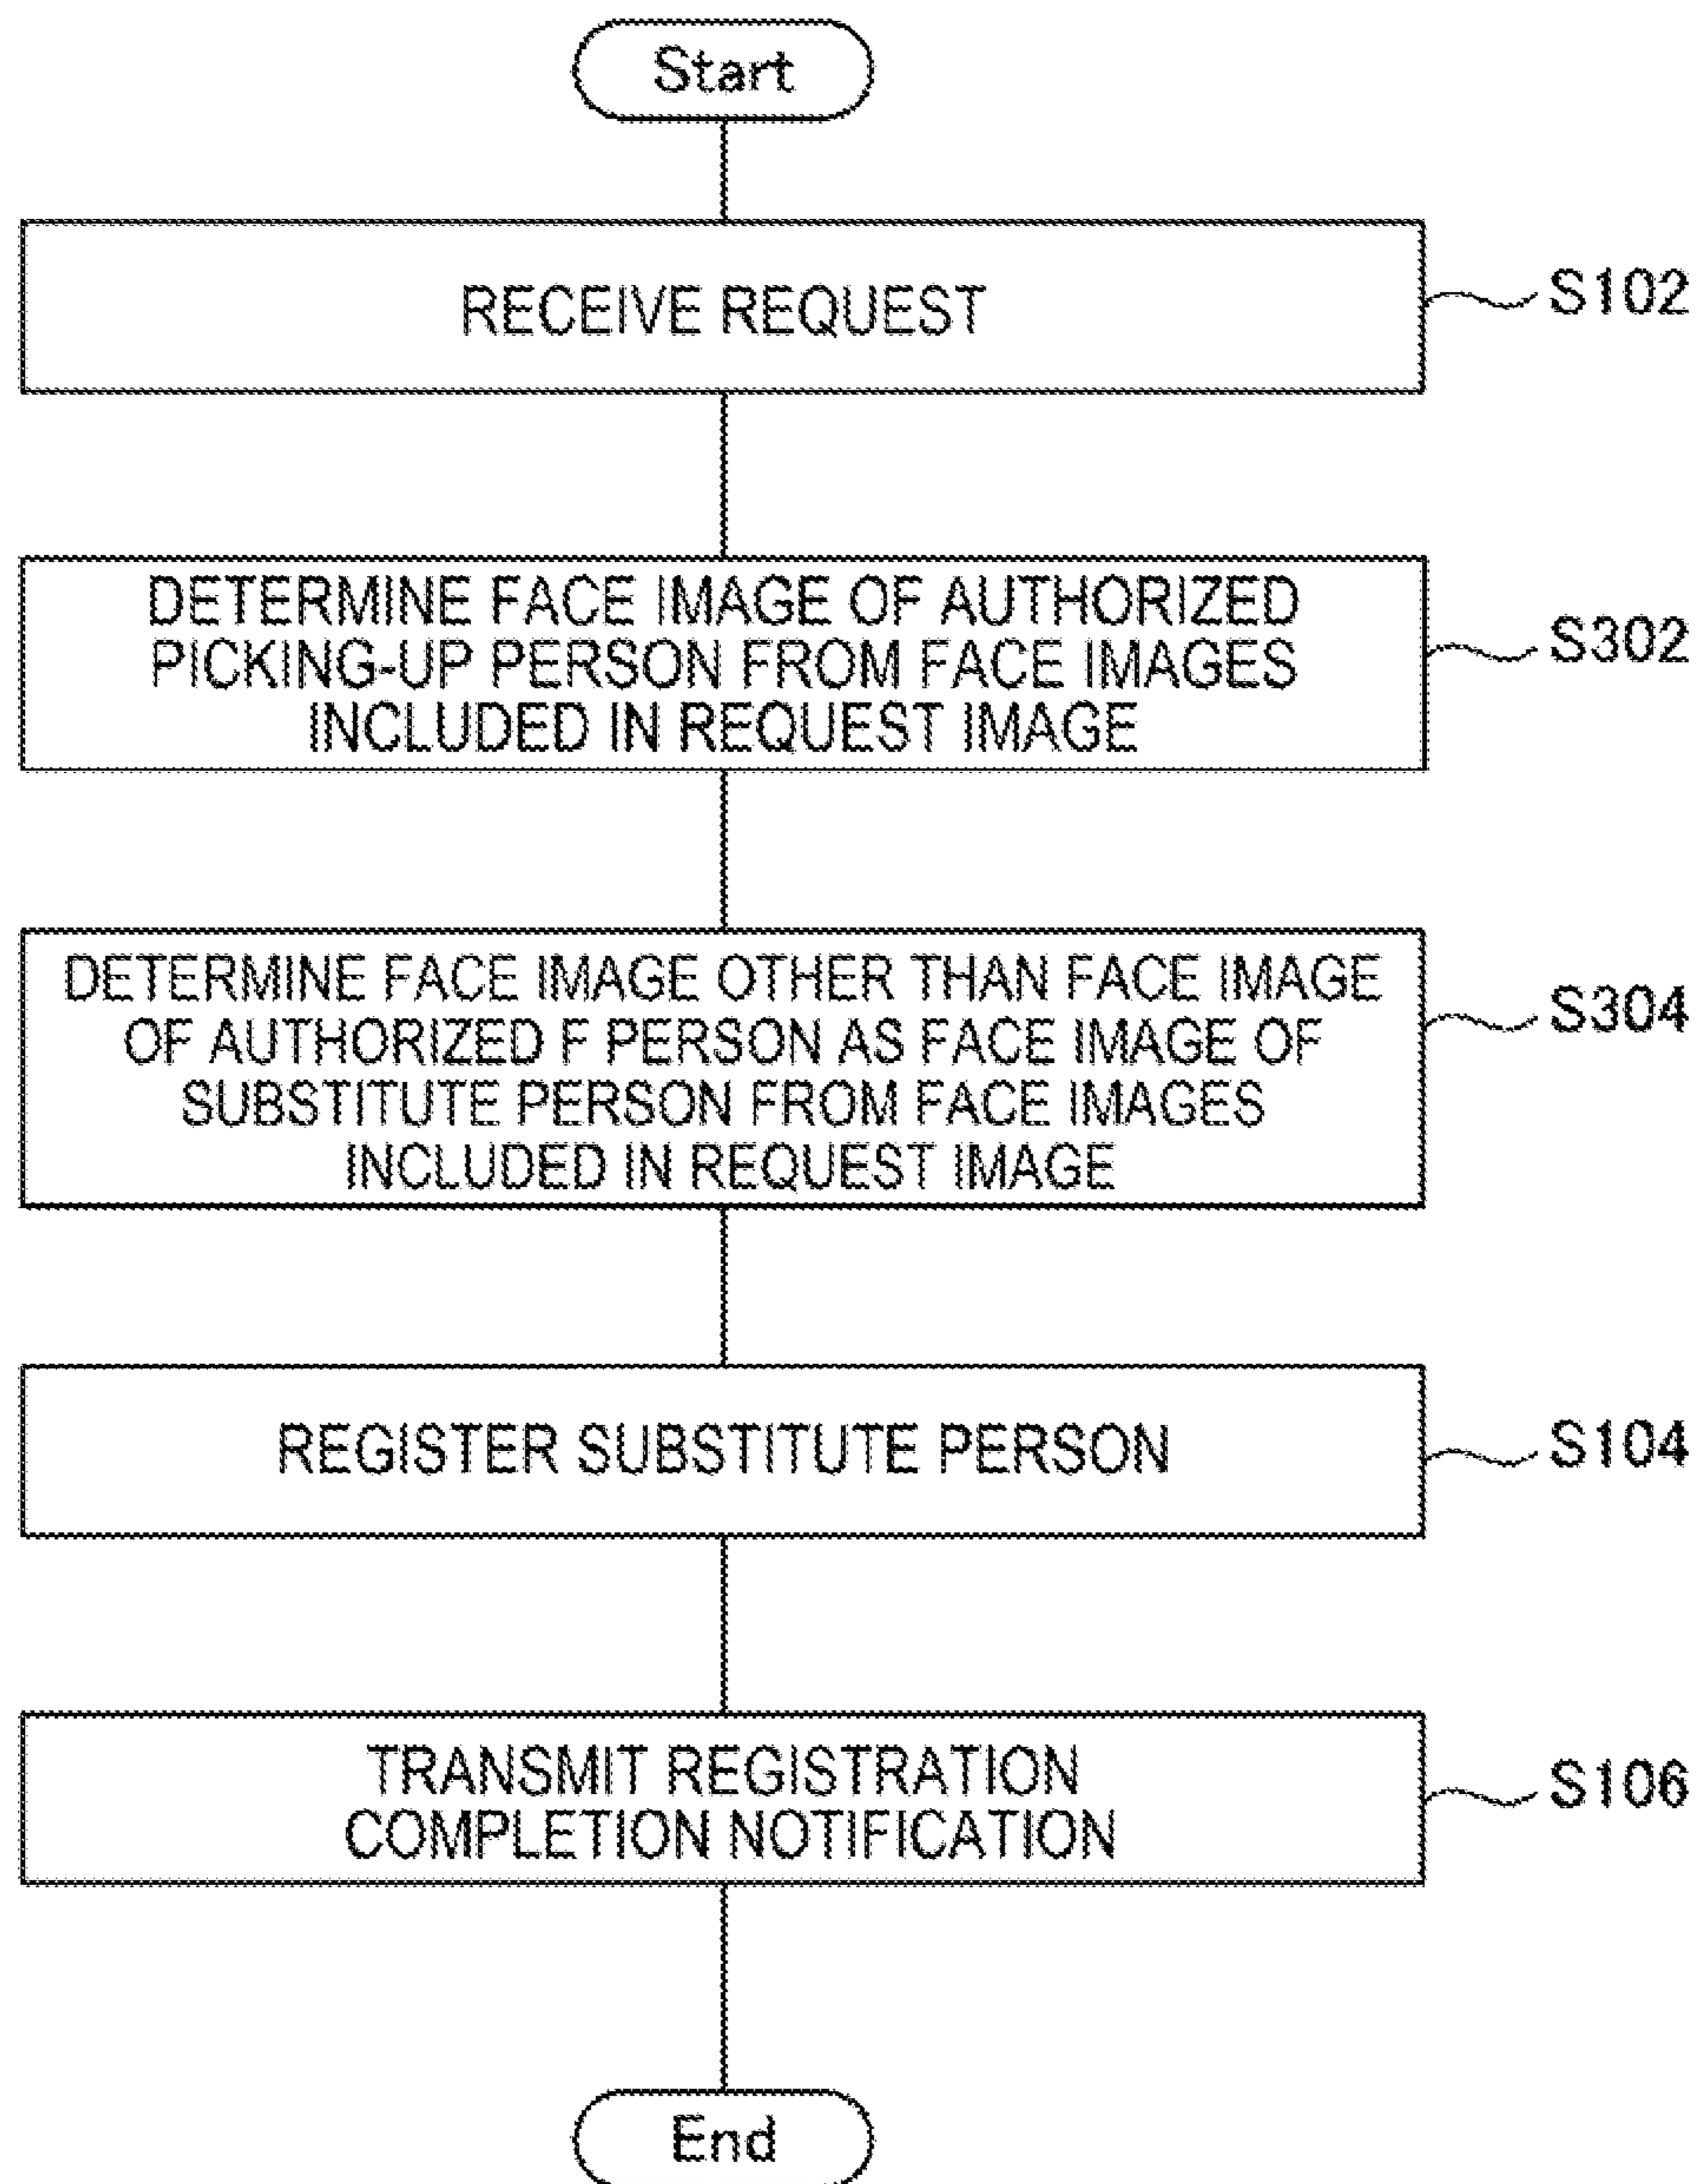 Start
RECEIVE REQUEST
S102
DETERMINE FACE IMAGE OF AUTHORIZED
PICKING-UP PERSON FROM FACE IMAGES
INCLUDED IN REQUEST IMAGE
S302
DETERMINE FACE IMAGE OTHER THAN FACE IMAGE
OF AUTHORIZED F PERSON AS FACE IMAGE OF
SUBSTITUTE PERSON FROM FACE IMAGES
INCLUDED IN REQUEST IMAGE
S304
REGISTER SUBSTITUTE PERSON
S104
TRANSMIT REGISTRATION
COMPLETION NOTIFICATION
S106
End